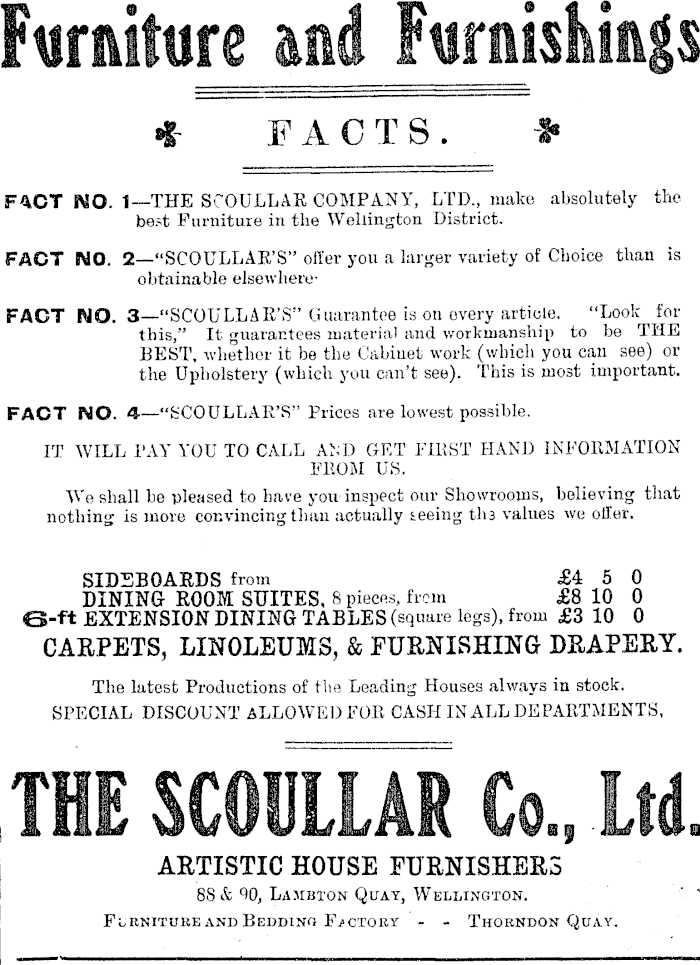 Furniture and Furnishings
FACTS.
FACT NO. 1—THE SCOULLAR COMPANY, LTD., make absolutely the
best Furniture in the Wellington District.
FACT NO. 2—“SCOULLAR'S” offer you a larger variety of Choice than is
obtainable elsewhere·
FACT NO. 3—“SCOULLAR'S” Guarantee is on every article. “Look for
this,” It guarantees material and workmanship to be THE
BEST, whether it be the Cabinet work (which you can see) or
the Upholstery (which you can't see). This is most important.
FACT NO. 4—“SCOULLAR'S” Prices are lowest possible.
IT WILL PAY YOU TO CALL AND GET FIRST HAND INFORMATION
FROM US.
We shall be pleased to have you inspect our Showrooms, believing that
nothing is more convincing than actually seeing the values we offer.
SIDEBOARDS from £4 5 0
DINING ROOM SUITES, 8 pieces, from £8 10 0
6-ft EXTENSION DINING TABLES (square legs), from £3 10 0
CARPETS, LINOLEUMS, & FURNISHING DRAPERY.
The latest Productions of the Leading Houses always in stock.
SPECIAL DISCOUNT ALLOWED FOR CASH IN ALL DEPARTMENTS,
THE SCOULLAR Co., Ltd.
ARTISTIC HOUSE FURNISHERS
88 & 90, LAMBTON QUAY, WELLINGTON.
FURNITURE AND BEDDING FACTORY - - THORNDON QUAY.